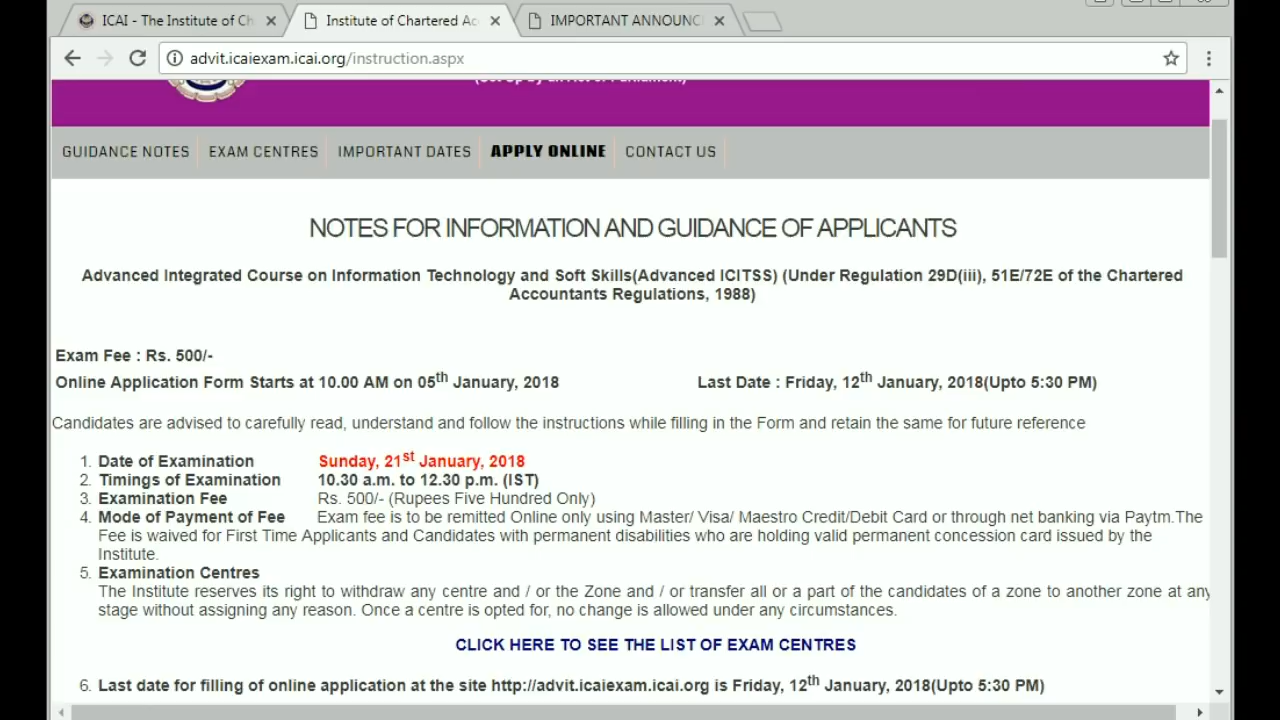 ICAI - The Institute of Ch
Institute of Chartered Acc
IMPORTANT ANNOUNC
advit.icaiexam.icai.org/instruction.aspx
GUIDANCE NOTES EXAM CENTRES IMPORTANT DATES APPLY ONLINE CONTACT US
NOTES FOR INFORMATION AND GUIDANCE OF APPLICANTS
Advanced Integrated Course on Information Technology and Soft Skills(Advanced ICITSS) (Under Regulation 29D(iii), 51E/72E of the Chartered
Accountants Regulations, 1988)
Exam Fee : Rs. 500/-
Online Application Form Starts at 10.00 AM on 05th January, 2018 Last Date : Friday, 12th January, 2018(Upto 5:30 PM)
Candidates are advised to carefully read, understand and follow the instructions while filling in the Form and retain the same for future reference
1. Date of Examination Sunday, 21st January, 2018
2. Timings of Examination 10.30 a.m. to 12.30 p.m. (IST)
3. Examination Fee Rs. 500/- (Rupees Five Hundred Only)
4. Mode of Payment of Fee Exam fee is to be remitted Online only using Master/ Visa/ Maestro Credit/Debit Card or through net banking via Paytm.The
Fee is waived for First Time Applicants and Candidates with permanent disabilities who are holding valid permanent concession card issued by the
Institute.
5. Examination Centres
The Institute reserves its right to withdraw any centre and / or the Zone and / or transfer all or a part of the candidates of a zone to another zone at any
stage without assigning any reason. Once a centre is opted for, no change is allowed under any circumstances.
CLICK HERE TO SEE THE LIST OF EXAM CENTRES
6. Last date for filling of online application at the site http://advit.icaiexam.icai.org is Friday, 12th January, 2018(Upto 5:30 PM)